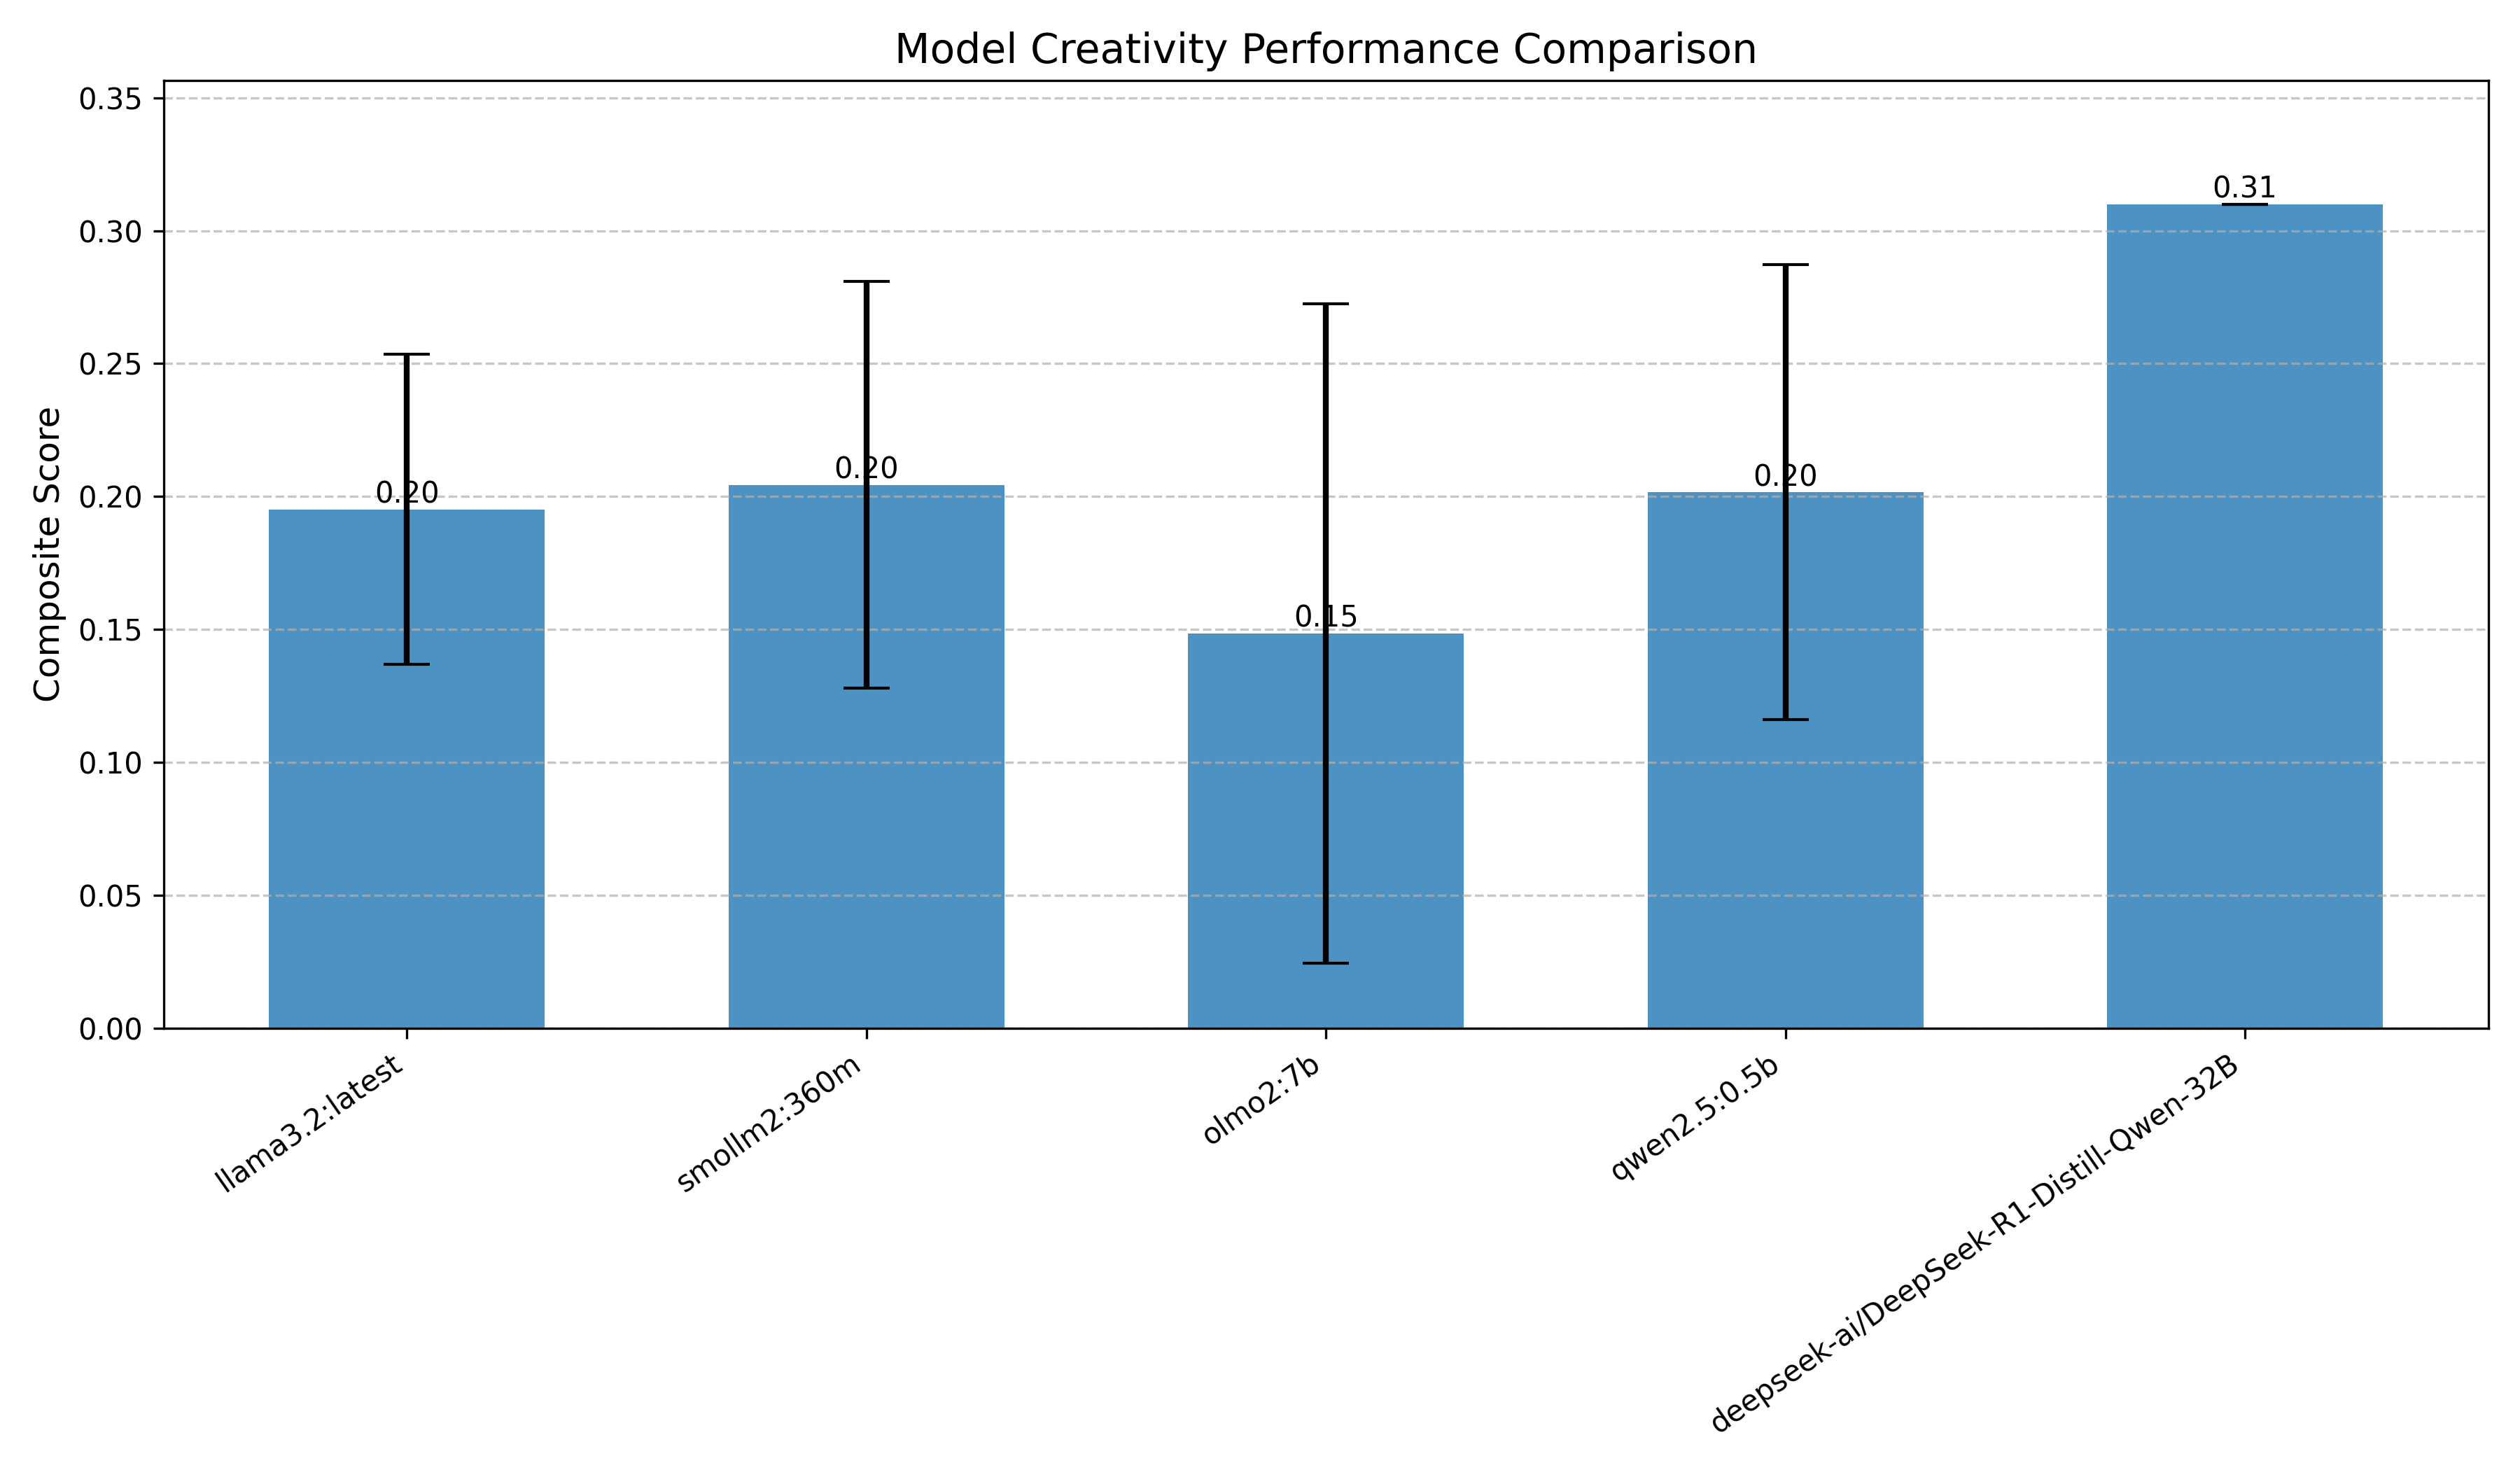 Model Creativity Performance Comparison
Composite Score
0.35
0.30
0.25
0.20
0.15
0.10
0.05
0.00
0.20
0.20
0.15
0.20
0.31
llama3.2:latest
smollm2:360m
olmo2:7b
qwen2.5:0.5b
deepseek-ai/DeepSeek-R1-Distill-Qwen-32B